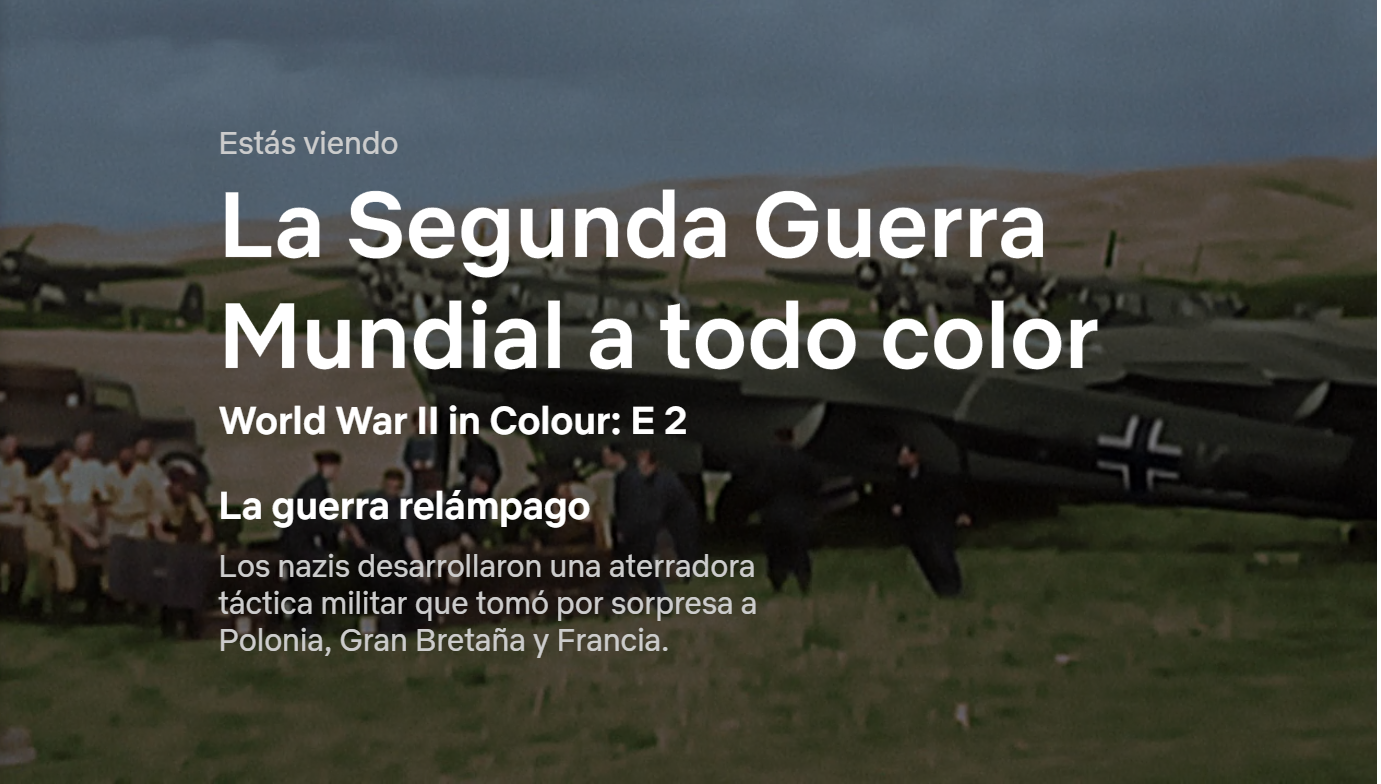 Estás viendo
La Segunda Guerra
Mundial a todo color
World War II in Colour: E 2
La guerra relámpago
Los nazis desarrollaron una aterradora
táctica militar que tomó por sorpresa a
Polonia, Gran Bretaña y Francia.